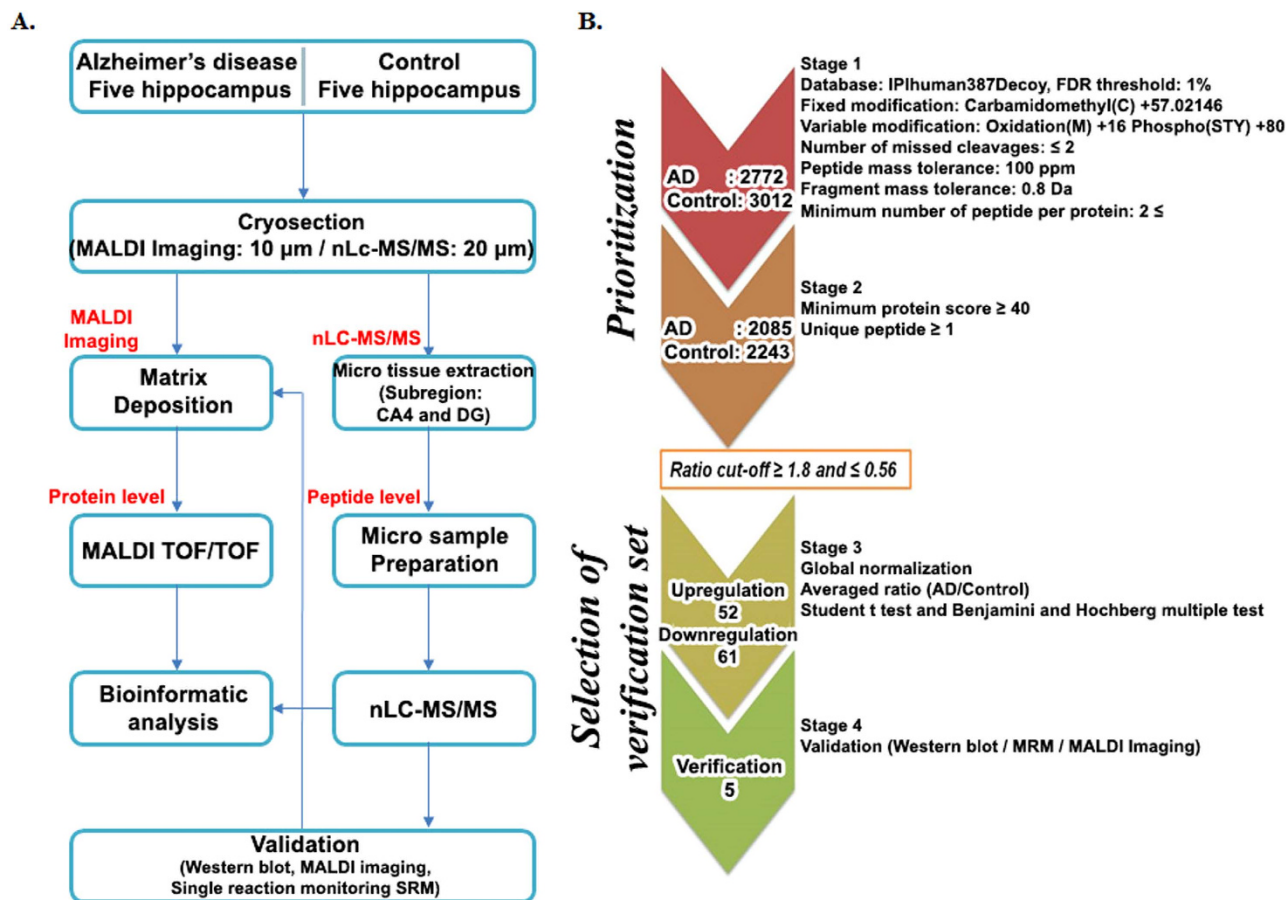 A.
Alzheimer's disease
Five hippocampus
Control
Five hippocampus
Cryosection
(MALDI Imaging: 10 μm / nLc-MS/MS: 20 μm)
MALDI
Imaging
nLC-MS/MS
Matrix
Deposition
Micro tissue extraction
(Subregion:
CA4 and DG)
Protein level
Peptide level
MALDI TOF/TOF
Micro sample
Preparation
Bioinformatic
analysis
nLC-MS/MS
Validation
(Western blot, MALDI imaging,
Single reaction monitoring SRM)
B.
Prioritization
AD : 2772
Control: 3012
Stage 1
Database: IPIhuman387Decoy, FDR threshold: 1%
Fixed modification: Carbamidomethyl(C) +57.02146
Variable modification: Oxidation(M) +16 Phospho(STY) +80
Number of missed cleavages: ≤ 2
Peptide mass tolerance: 100 ppm
Fragment mass tolerance: 0.8 Da
Minimum number of peptide per protein: 2 ≤
AD : 2085
Control: 2243
Stage 2
Minimum protein score ≥ 40
Unique peptide ≥ 1
Ratio cut-off ≥ 1.8 and ≤ 0.56
Selection of
verification set
Upregulation
52
Downregulation
61
Stage 3
Global normalization
Averaged ratio (AD/Control)
Student t test and Benjamini and Hochberg multiple test
Verification
5
Stage 4
Validation (Western blot / MRM / MALDI Imaging)